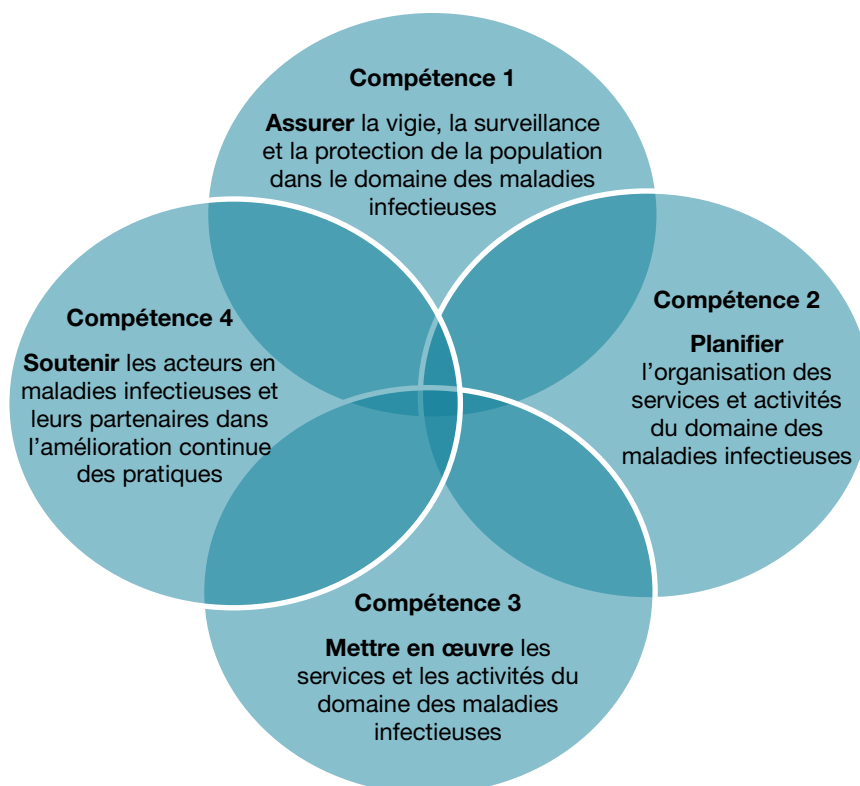 Compétence 1
Assurer la vigie, la surveillance
et la protection de la population
dans le domaine des maladies
infectieuses
Compétence 2
Planifier
l’organisation des
services et activités
du domaine des
maladies infectieuses
Compétence 3
Mettre en œuvre les
services et les activités du
domaine des maladies
infectieuses
Compétence 4
Soutenir les acteurs en
maladies infectieuses et
leurs partenaires dans
l’amélioration continue
des pratiques